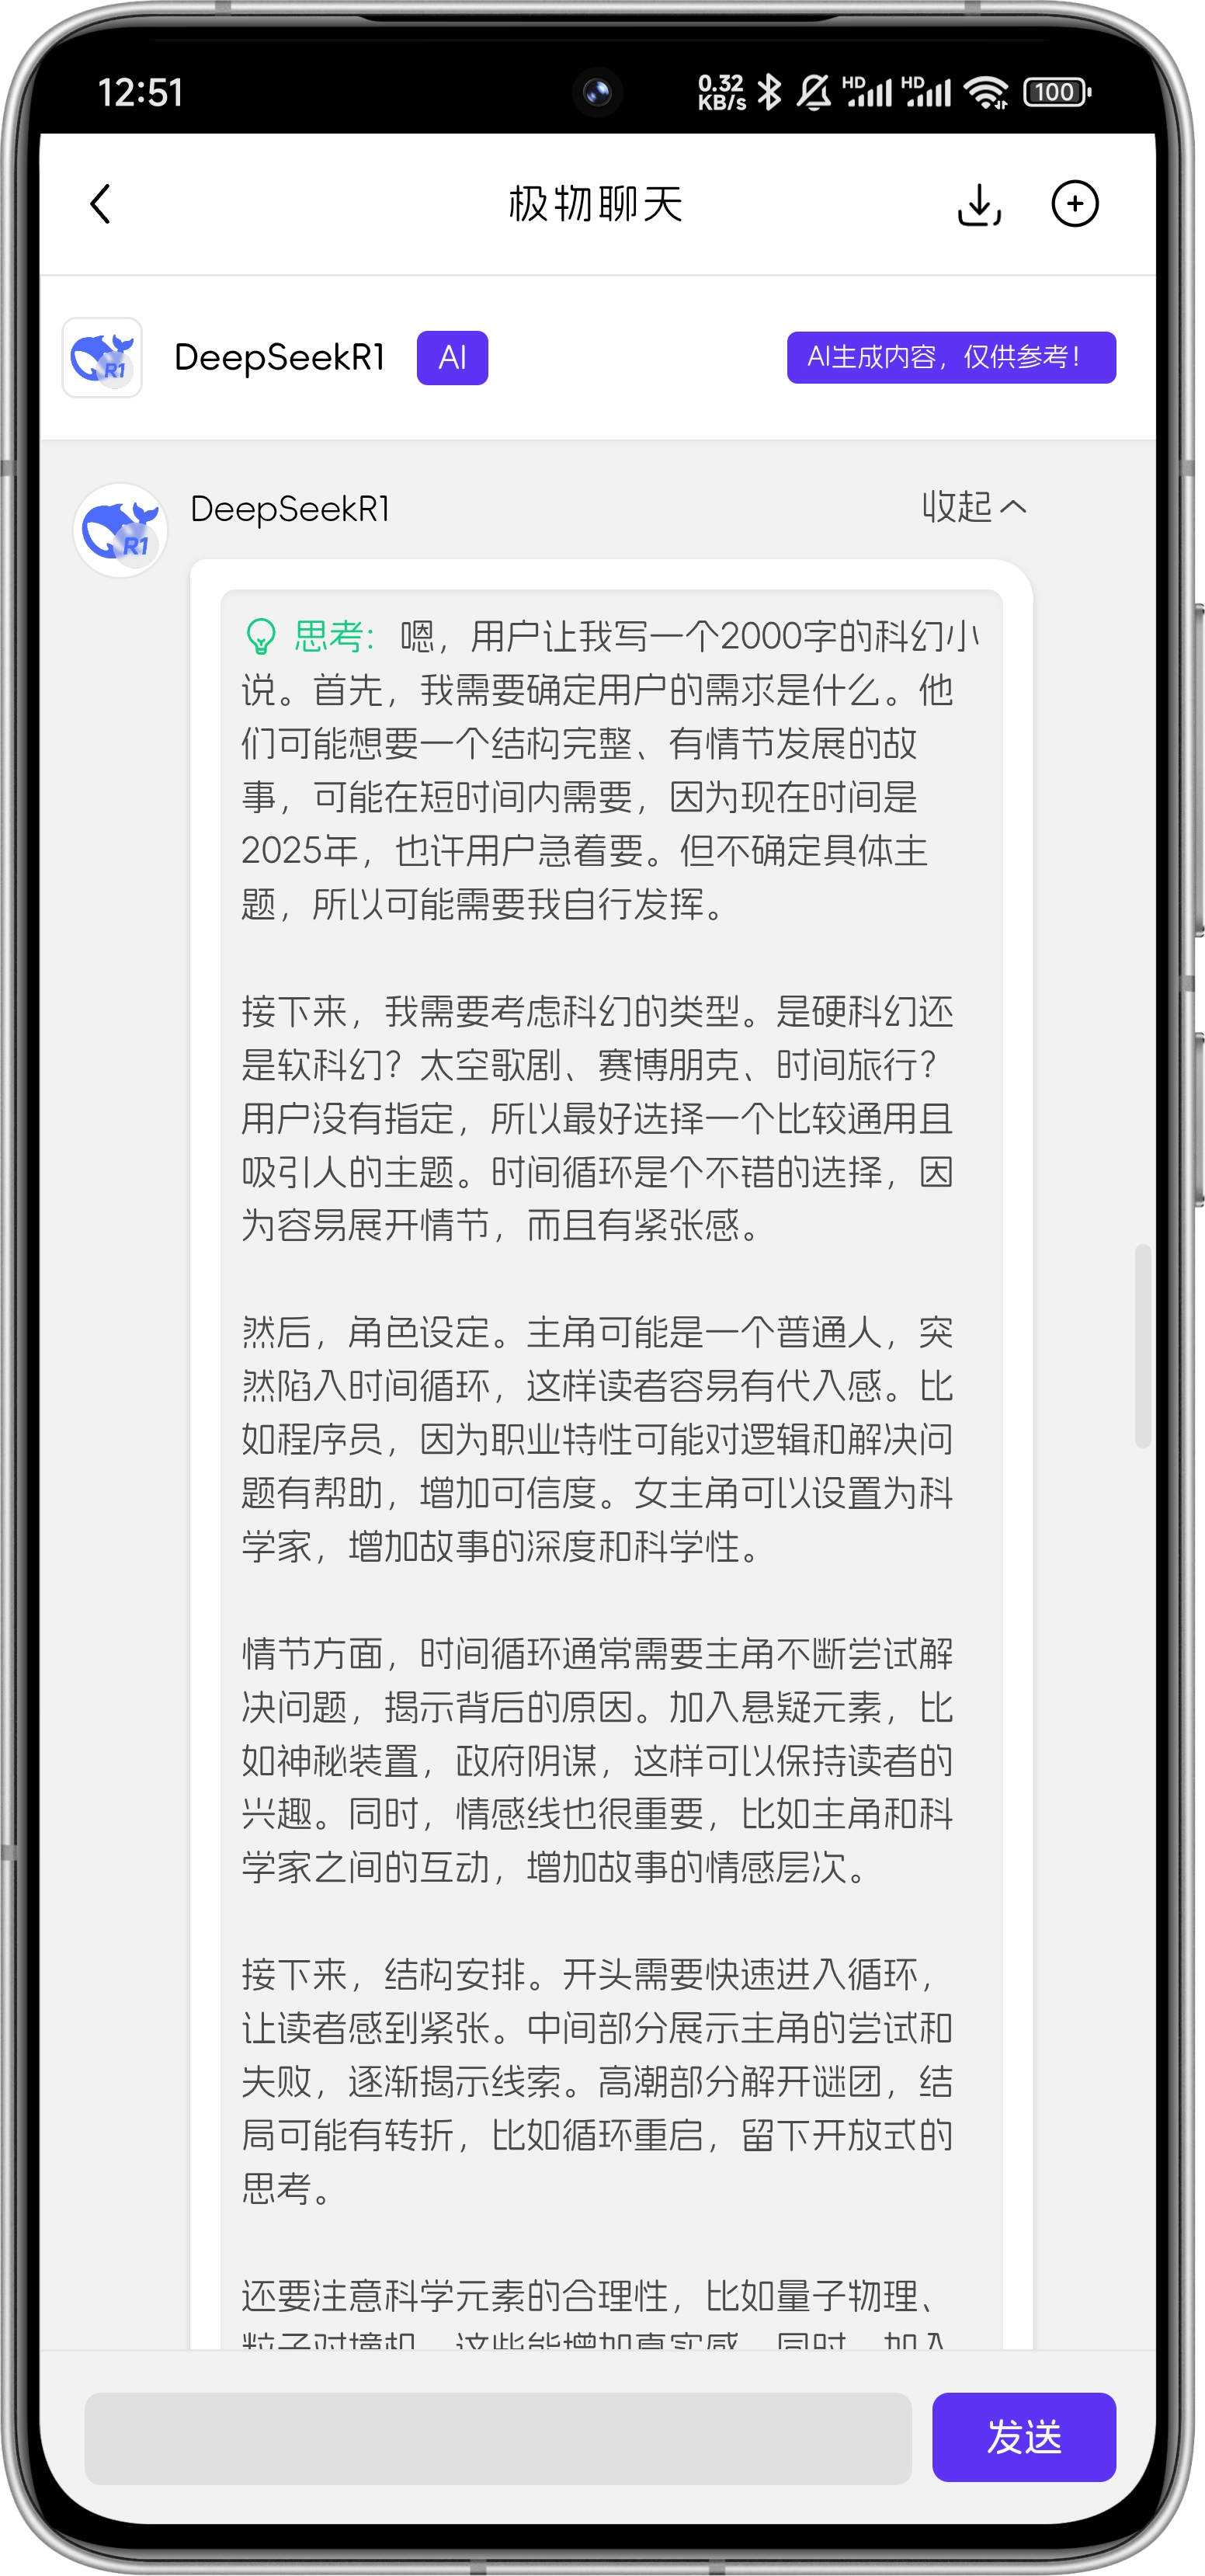 12:51
0.32
KB/s
HD
HD
100
极物聊天
R1
DeepSeekR1
AI
AI生成内容，仅供参考！
R1
DeepSeekR1
收起
思考：嗯，用户让我写一个2000字的科幻小
说。首先，我需要确定用户的需求是什么。他
们可能想要一个结构完整、有情节发展的故
事，可能在短时间内需要，因为现在时间是
2025年，也许用户急着要。但不确定具体主
题，所以可能需要我自行发挥。
接下来，我需要考虑科幻的类型。是硬科幻还
是软科幻？太空歌剧、赛博朋克、时间旅行？
用户没有指定，所以最好选择一个比较通用且
吸引人的主题。时间循环是个不错的选择，因
为容易展开情节，而且有紧张感。
然后，角色设定。主角可能是一个普通人，突
然陷入时间循环，这样读者容易有代入感。比
如程序员，因为职业特性可能对逻辑和解决问
题有帮助，增加可信度。女主角可以设置为科
学家，增加故事的深度和科学性。
情节方面，时间循环通常需要主角不断尝试解
决问题，揭示背后的原因。加入悬疑元素，比
如神秘装置，政府阴谋，这样可以保持读者的
兴趣。同时，情感线也很重要，比如主角和科
学家之间的互动，增加故事的情感层次。
接下来，结构安排。开头需要快速进入循环，
让读者感到紧张。中间部分展示主角的尝试和
失败，逐渐揭示线索。高潮部分解开谜团，结
局可能有转折，比如循环重启，留下开放式的
思考。
还要注意科学元素的合理性，比如量子物理、
粒子对撞机，这些能增加真实感。同时，加入
发送